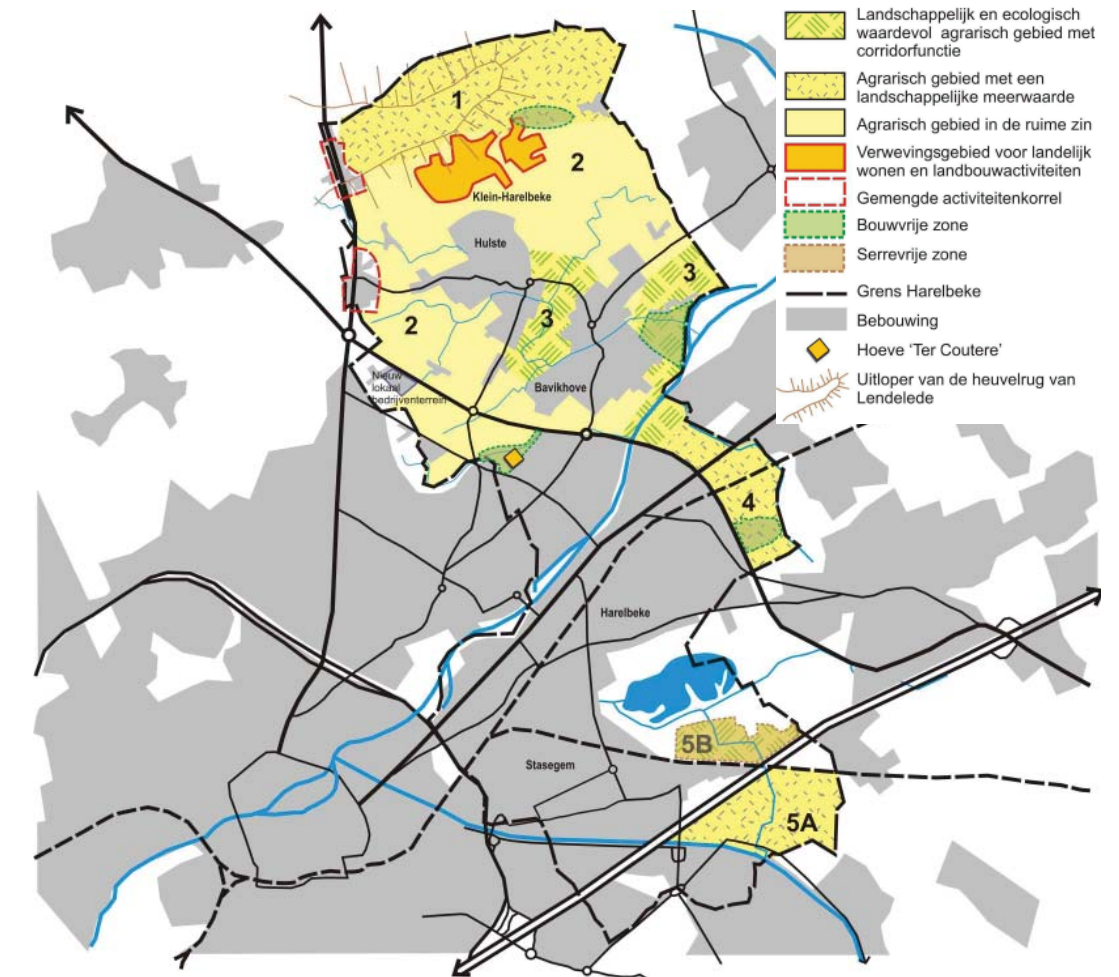 Landschappelijk en ecologisch
waardevol agrarisch gebied met
corridorfunctie
Agrarisch gebied met een
landschappelijke meerwaarde
Agrarisch gebied in de ruime zin
Verwevingsgebied voor landelijk
wonen en landbouwactiviteiten
Gemengde activiteitenkorrel
Bouwvrije zone
Serrevrije zone
Grens Harelbeke
Bebouwing
Hoeve 'Ter Coutere'
Uitloper van de heuvelrug van
Lendelede
1
2
Klein-Harelbeke
Hulste
3
2
3
Nieuw
lokaal
bedrijventerrein
Bavikhove
4
Harelbeke
5B
Stasegem
5A